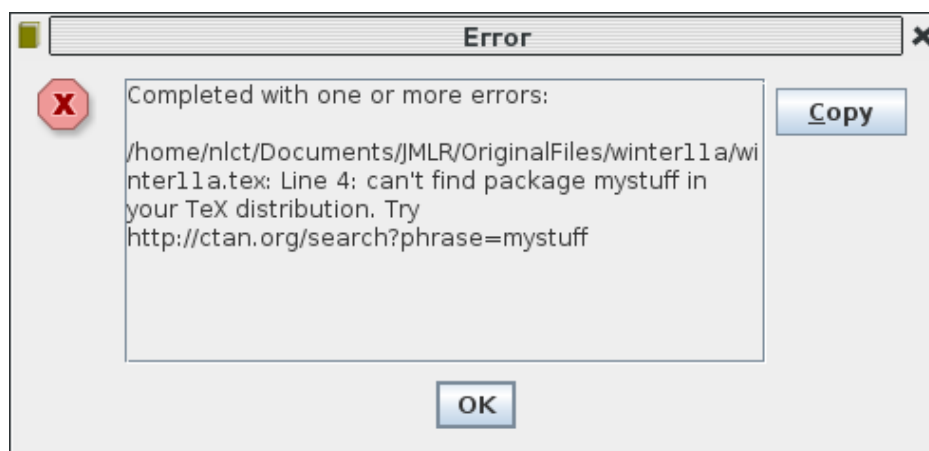 Error
Completed with one or more errors:
/home/nlct/Documents/JMLR/OriginalFiles/winter11a/wi
nter11a.tex: Line 4: can't find package mystuff in
your TeX distribution. Try
http://ctan.org/search?phrase=mystuff
Copy
OK